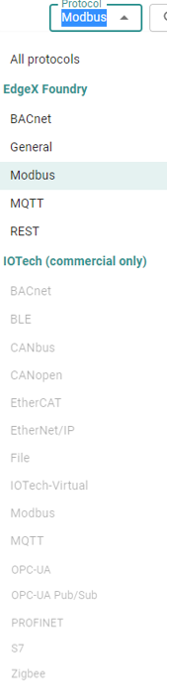 Protocol
Modbus
All protocols
EdgeX Foundry
BACnet
General
Modbus
MQTT
REST
IOTech (commercial only)
BACnet
BLE
CANbus
CANopen
EtherCAT
EtherNet/IP
File
IOTech-Virtual
Modbus
MQTT
OPC-UA
OPC-UA Pub/Sub
PROFINET
S7
Zigbee